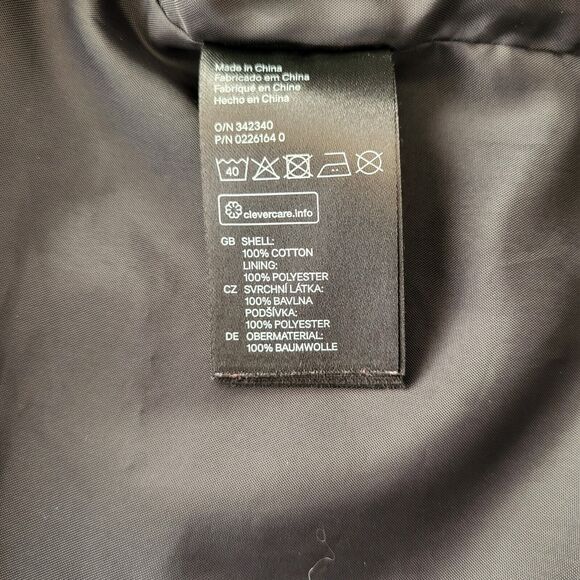 Made in China
Fabricado em China
Fabriqué en Chine
Hecho en China
O/N 342340
P/N 0226164 0
40
clevercare.info
GB SHELL:
100% COTTON
LINING:
100% POLYESTER
CZ SVRCHNÍ LÁTKA:
100% BAVLNA
PODŠÍVKA:
100% POLYESTER
DE OBERMATERIAL:
100% BAUMWOLLE